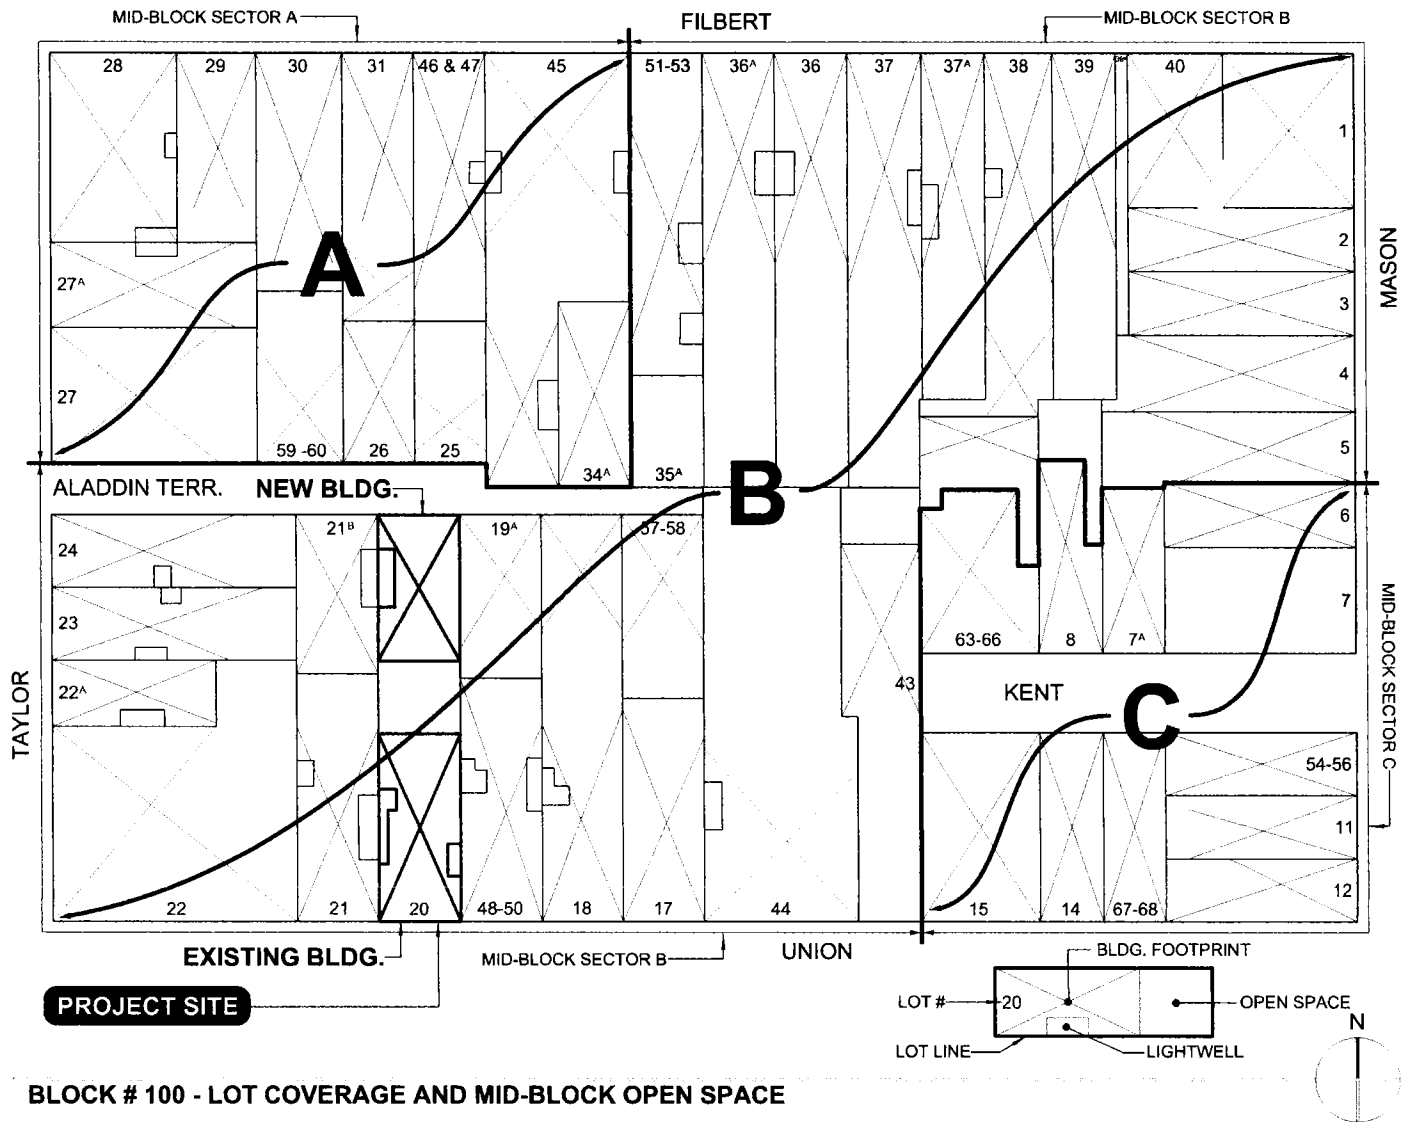 MID-BLOCK SECTOR A
FILBERT
MID-BLOCK SECTOR B
28
29
30
31
46 & 47
45
51-53
36A
36
37
37A
38
39
40
1
2
3
4
5
6
7
MASON
27A
27
A
59 -60
26
25
34A
35A
B
ALADDIN TERR.
NEW BLDG.
24
23
22A
22
21B
19A
57-58
43
63-66
8
7A
KENT
C
MID-BLOCK SECTOR C
54-56
11
12
TAYLOR
21
20
48-50
18
17
44
15
14
67-68
EXISTING BLDG.
MID-BLOCK SECTOR B
UNION
PROJECT SITE
BLDG. FOOTPRINT
LOT #
20
OPEN SPACE
LOT LINE
LIGHTWELL
N
BLOCK # 100 - LOT COVERAGE AND MID-BLOCK OPEN SPACE